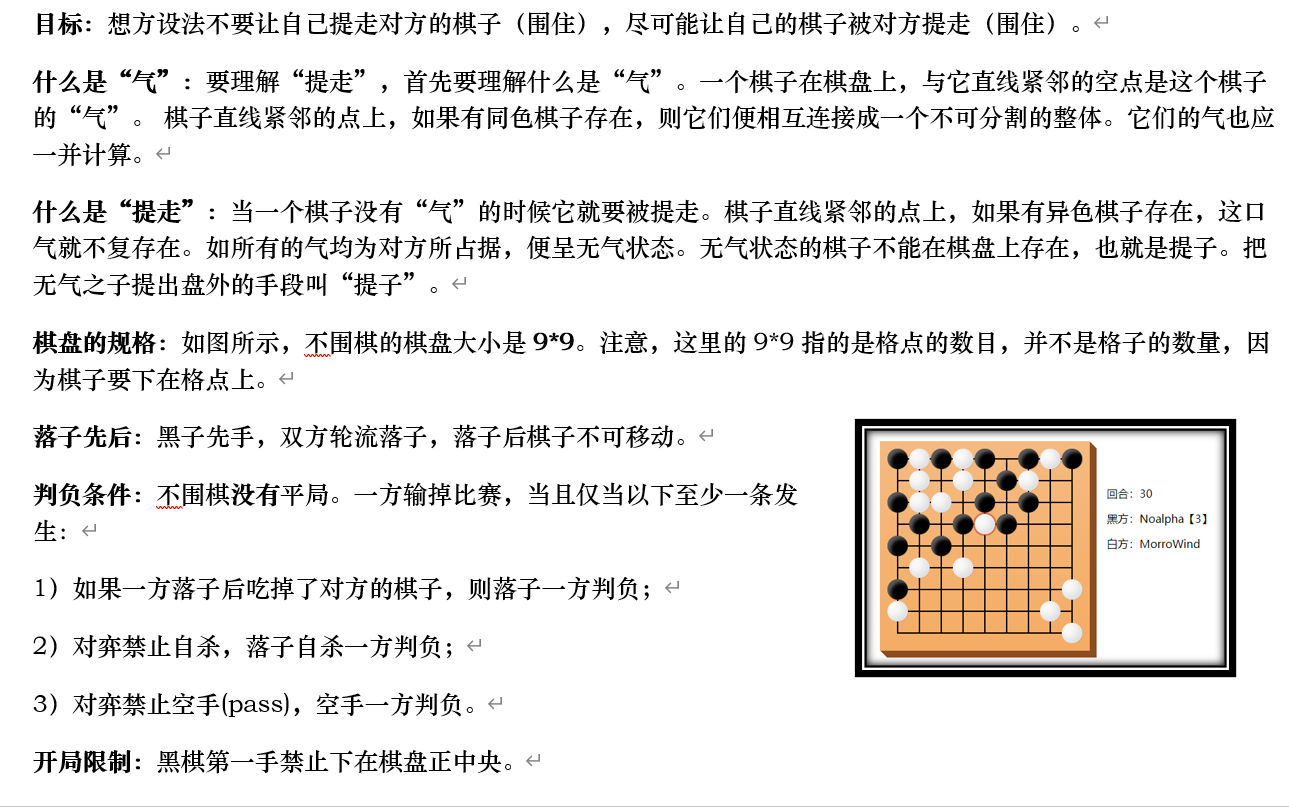 目标：想方设法不要让自己提走对方的棋子（围住），尽可能让自己的棋子被对方提走（围住）。
什么是“气”：要理解“提走”，首先要理解什么是“气”。一个棋子在棋盘上，与它直线紧邻的空点是这个棋子
的“气”。 棋子直线紧邻的点上，如果有同色棋子存在，则它们便相互连接成一个不可分割的整体。它们的气也应
一并计算。
什么是“提走”：当一个棋子没有“气”的时候它就要被提走。棋子直线紧邻的点上，如果有异色棋子存在，这口
气就不复存在。如所有的气均为对方所占据，便呈无气状态。无气状态的棋子不能在棋盘上存在，也就是提子。把
无气之子提出盘外的手段叫“提子”。
棋盘的规格：如图所示，不围棋的棋盘大小是 9*9。注意，这里的 9*9 指的是格点的数目，并不是格子的数量，因
为棋子要下在格点上。
落子先后：黑子先手，双方轮流落子，落子后棋子不可移动。
判负条件：不围棋没有平局。一方输掉比赛，当且仅当以下至少一条发
生：
1）如果一方落子后吃掉了对方的棋子，则落子一方判负；
2）对弈禁止自杀，落子自杀一方判负；
3）对弈禁止空手(pass)，空手一方判负。
开局限制：黑棋第一手禁止下在棋盘正中央。
回合：30
黑方：Noalpha【3】
白方：MorroWind